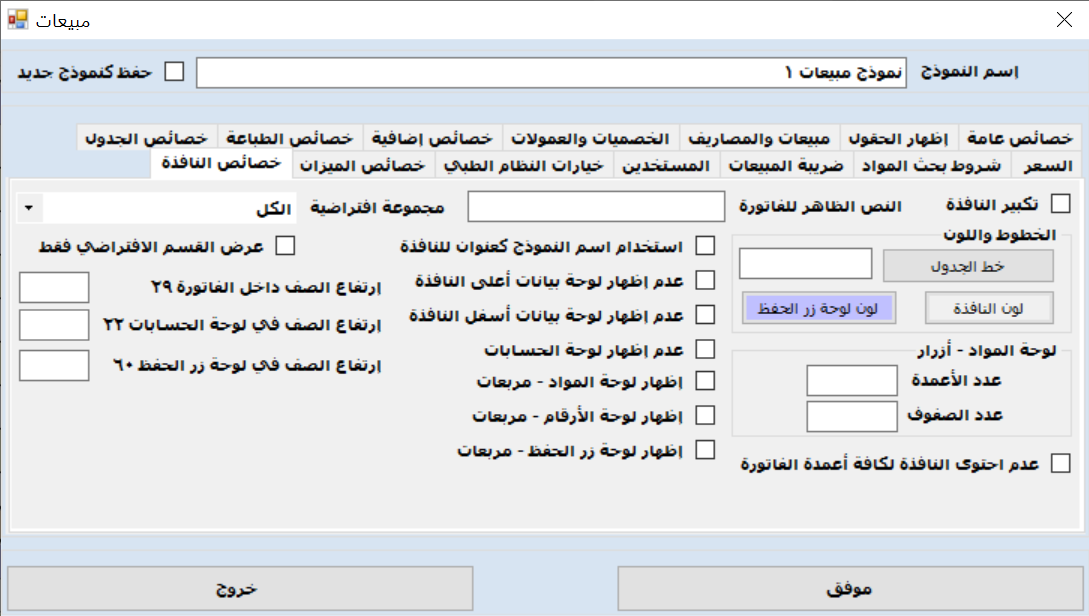 مبيعات
إسم النموذج نموذج مبيعات ١ حفظ كنموذج جديد
خصائص عامة إظهار الحقول مبيعات والمصاريف الخصميات والعمولات خصائص إضافية خصائص الطباعة خصائص الجدول
السعر شروط بحث المواد ضريبة المبيعات المستخدين خيارات النظام الطبي خصائص الميزان خصائص النافذة
تكبير النافذة النص الظاهر للفاتورة مجموعة افتراضية الكل
الخطوط واللون
خط الجدول
لون النافذة لون لوحة زر الحفظ
لوحة المواد - أزرار
عدد الأعمدة
عدد الصفوف
عدم احتوى النافذة لكافة أعمدة الفاتورة
استخدام اسم النموذج كعنوان للنافذة
عدم إظهار لوحة بيانات أعلى النافذة
عدم إظهار لوحة بيانات أسفل النافذة
عدم إظهار لوحة الحسابات
إظهار لوحة المواد - مربعات
إظهار لوحة الأرقام - مربعات
إظهار لوحة زر الحفظ - مربعات
عرض القسم الافتراضي فقط
إرتفاع الصف داخل الفاتورة ٢٩
إرتفاع الصف في لوحة الحسابات ٢٢
إرتفاع الصف في لوحة زر الحفظ ٦٠
موفق خروج